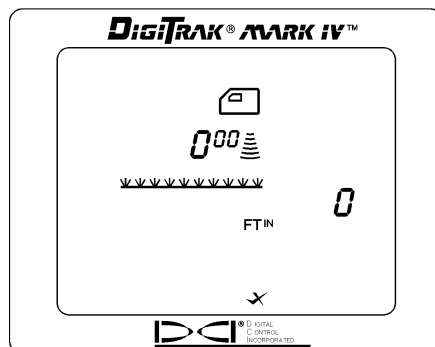 DIGITRAK® MARK IV™
000
0
FT IN
DCI® DIGITAL
CONTROL
INCORPORATED